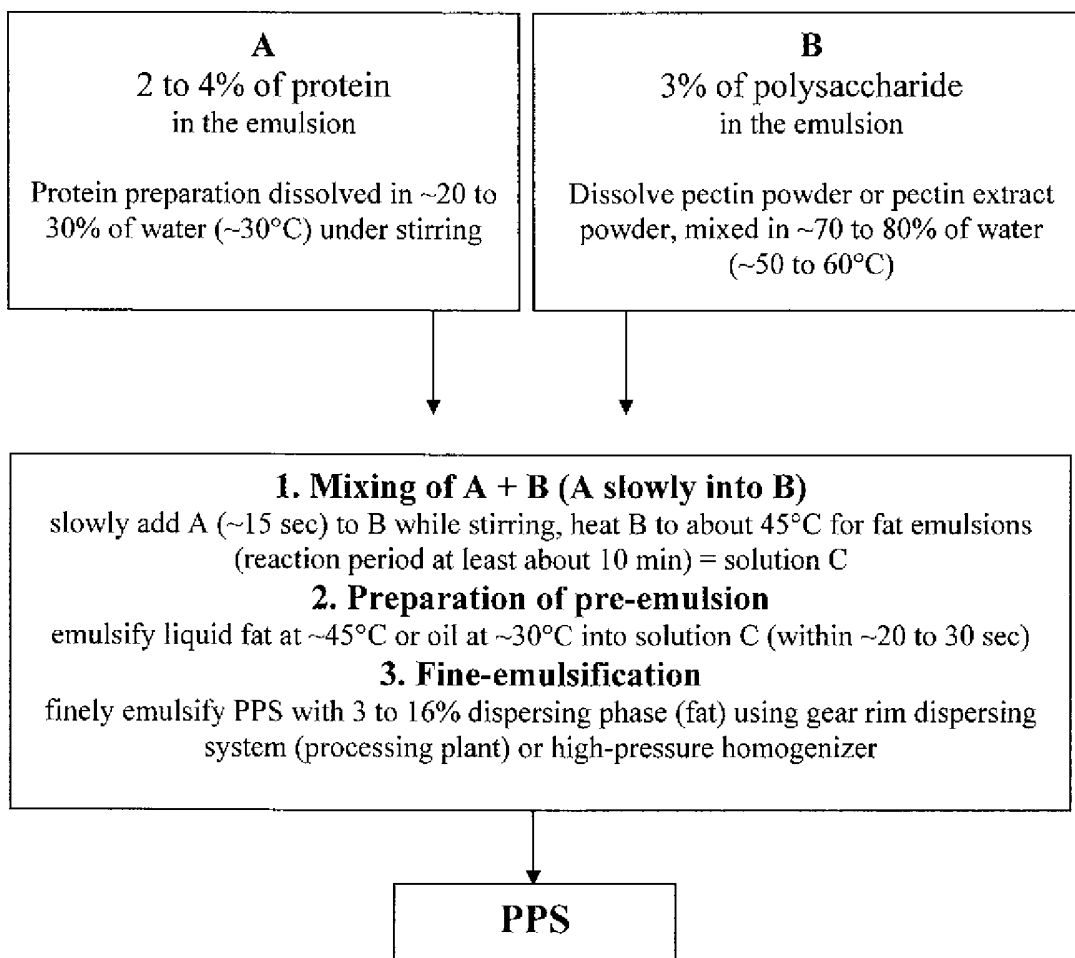 A
2 to 4% of protein
in the emulsion
Protein preparation dissolved in ~20 to
30% of water (~30°C) under stirring
B
3% of polysaccharide
in the emulsion
Dissolve pectin powder or pectin extract
powder, mixed in ~70 to 80% of water
(~50 to 60°C)
1. Mixing of A + B (A slowly into B)
slowly add A (~15 sec) to B while stirring, heat B to about 45°C for fat emulsions
(reaction period at least about 10 min) = solution C
2. Preparation of pre-emulsion
emulsify liquid fat at ~45°C or oil at ~30°C into solution C (within ~20 to 30 sec)
3. Fine-emulsification
finely emulsify PPS with 3 to 16% dispersing phase (fat) using gear rim dispersing
system (processing plant) or high-pressure homogenizer
PPS